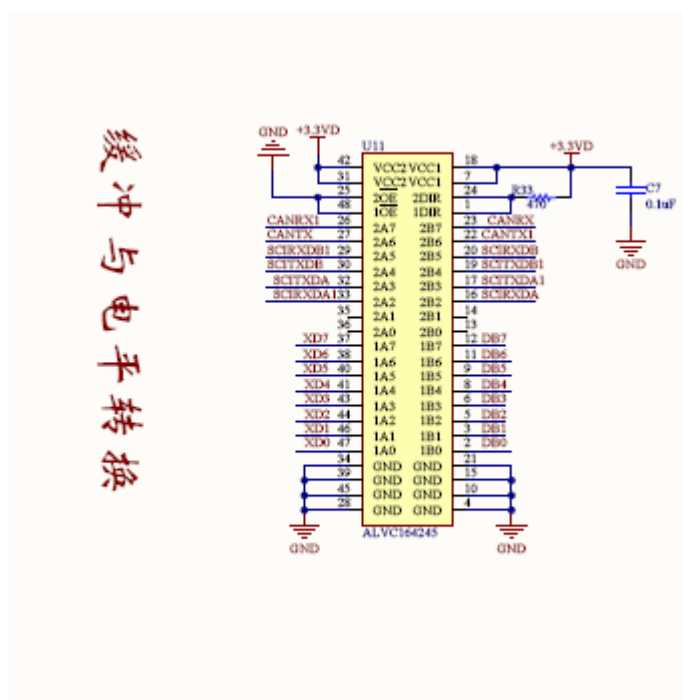 缓冲与电平转换
GND +3.3VD
U11
+3.3VD
42 VCC2 VCC1 18
31 VCC2 VCC1 7
25 2OE 2DIR 24 R33
48 1OE 1DIR 1 470
C7
0.1uF
CANRX1 26 2A7 2B7 23 CANRX
CANTX 27 2A6 2B6 22 CANTX1
SCIRXDB1 29 2A5 2B5 20 SCIRXDB
SCITXDB 30 2A4 2B4 19 SCITXDB1
SCITXDA 32 2A3 2B3 17 SCITXDA1
SCIRXDA1 33 2A2 2B2 16 SCIRXDA
35 2A1 2B1 14
36 2A0 2B0 13
XD7 37 1A7 1B7 12 DB7
XD6 38 1A6 1B6 11 DB6
XD5 40 1A5 1B5 9 DB5
XD4 41 1A4 1B4 8 DB4
XD3 43 1A3 1B3 6 DB3
XD2 44 1A2 1B2 5 DB2
XD1 46 1A1 1B1 3 DB1
XD0 47 1A0 1B0 2 DB0
34 GND GND 21
39 GND GND 15
45 GND GND 10
28 GND GND 4
GND
ALVC164245
GND
GND